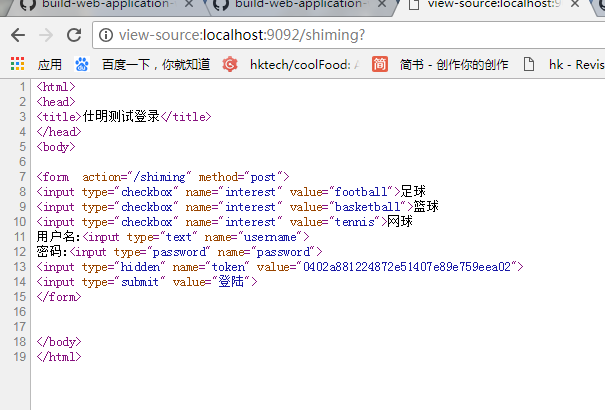 build-web-application-
build-web-application-
view-source:localhost:
view-source:localhost:9092/shiming?
应用 百度一下，你就知道 hktech/coolFood: A 简 简书 - 创作你的创作 hk - Revis
1 <html>
2 <head>
3 <title>仕明测试登录</title>
4 </head>
5 <body>
6
7 <form  action="/shiming" method="post">
8 <input type="checkbox" name="interest" value="football">足球
9 <input type="checkbox" name="interest" value="basketball">篮球
10 <input type="checkbox" name="interest" value="tennis">网球
11 用户名:<input type="text" name="username">
12 密码:<input type="password" name="password">
13 <input type="hidden" name="token" value="0402a881224872e51407e89e759eea02">
14 <input type="submit" value="登陆">
15 </form>
16
17
18 </body>
19 </html>